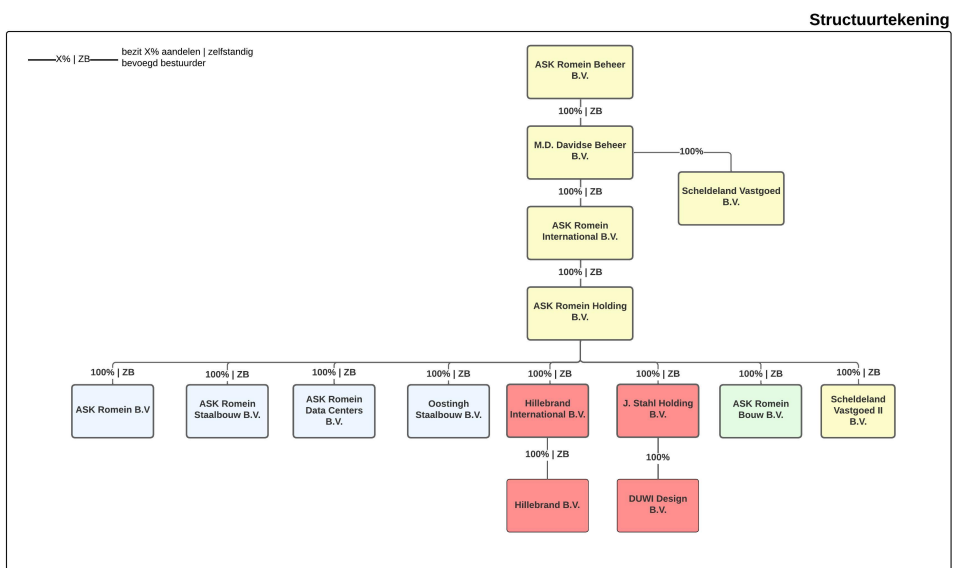 Structuurtekening
X% | ZB
bezit X% aandelen | zelfstandig
bevoegd bestuurder
ASK Romein Beheer
B.V.
100% | ZB
M.D. Davidse Beheer
B.V.
100%
Scheldeland Vastgoed
B.V.
100% | ZB
ASK Romein
International B.V.
100% | ZB
ASK Romein Holding
B.V.
100% | ZB
100% | ZB
100% | ZB
100% | ZB
100% | ZB
100% | ZB
100% | ZB
100% | ZB
ASK Romein B.V
ASK Romein
Staalbouw B.V.
ASK Romein
Data Centers
B.V.
Oostingh
Staalbouw B.V.
Hillebrand
International B.V.
J. Stahl Holding
B.V.
ASK Romein
Bouw B.V.
Scheldeland
Vastgoed II
B.V.
100% | ZB
100%
Hillebrand B.V.
DUWI Design
B.V.